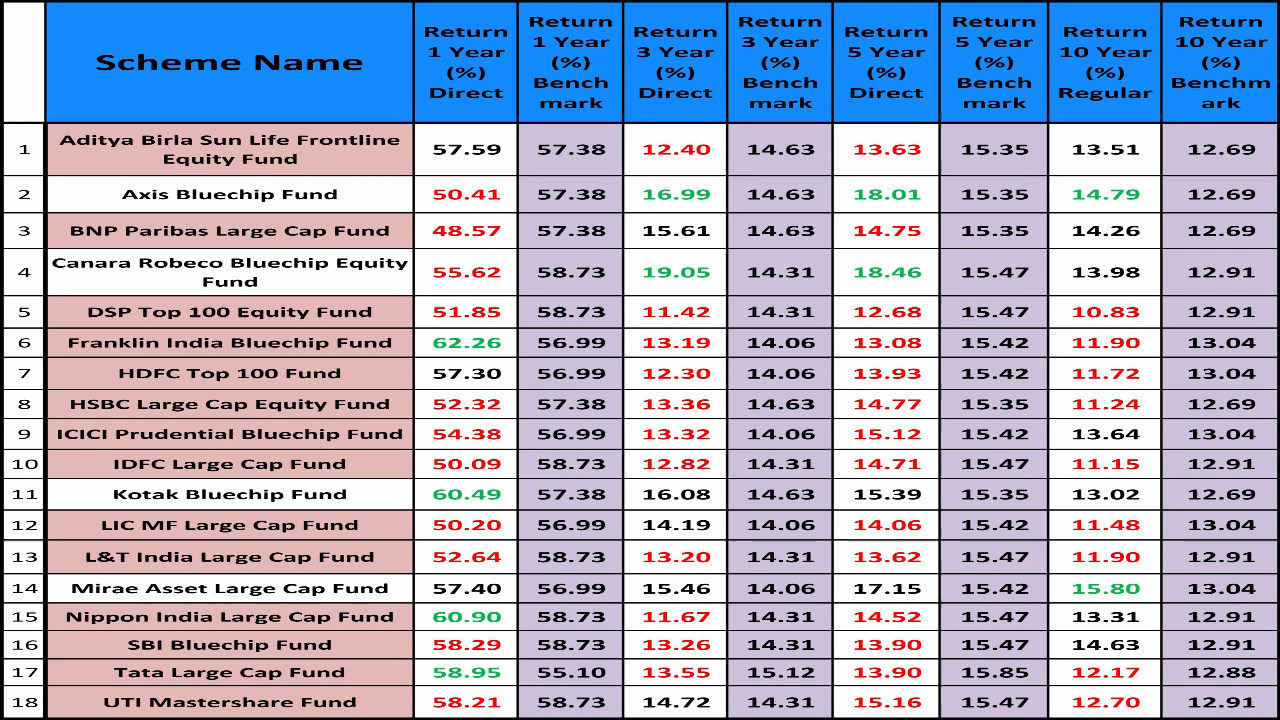 Scheme Name Return 1 Year (%) Direct Return 1 Year (%) Bench mark Return 3 Year (%) Direct Return 3 Year (%) Bench mark Return 5 Year (%) Direct Return 5 Year (%) Bench mark Return 10 Year (%) Regular Return 10 Year (%) Benchm ark
1 Aditya Birla Sun Life Frontline Equity Fund 57.59 57.38 12.40 14.63 13.63 15.35 13.51 12.69
2 Axis Bluechip Fund 50.41 57.38 16.99 14.63 18.01 15.35 14.79 12.69
3 BNP Paribas Large Cap Fund 48.57 57.38 15.61 14.63 14.75 15.35 14.26 12.69
4 Canara Robeco Bluechip Equity Fund 55.62 58.73 19.05 14.31 18.46 15.47 13.98 12.91
5 DSP Top 100 Equity Fund 51.85 58.73 11.42 14.31 12.68 15.47 10.83 12.91
6 Franklin India Bluechip Fund 62.26 56.99 13.19 14.06 13.08 15.42 11.90 13.04
7 HDFC Top 100 Fund 57.30 56.99 12.30 14.06 13.93 15.42 11.72 13.04
8 HSBC Large Cap Equity Fund 52.32 57.38 13.36 14.63 14.77 15.35 11.24 12.69
9 ICICI Prudential Bluechip Fund 54.38 56.99 13.32 14.06 15.12 15.42 13.64 13.04
10 IDFC Large Cap Fund 50.09 58.73 12.82 14.31 14.71 15.47 11.15 12.91
11 Kotak Bluechip Fund 60.49 57.38 16.08 14.63 15.39 15.35 13.02 12.69
12 LIC MF Large Cap Fund 50.20 56.99 14.19 14.06 14.06 15.42 11.48 13.04
13 L&T India Large Cap Fund 52.64 58.73 13.20 14.31 13.62 15.47 11.90 12.91
14 Mirae Asset Large Cap Fund 57.40 56.99 15.46 14.06 17.15 15.42 15.80 13.04
15 Nippon India Large Cap Fund 60.90 58.73 11.67 14.31 14.52 15.47 13.31 12.91
16 SBI Bluechip Fund 58.29 58.73 13.26 14.31 13.90 15.47 14.63 12.91
17 Tata Large Cap Fund 58.95 55.10 13.55 15.12 13.90 15.85 12.17 12.88
18 UTI Mastershare Fund 58.21 58.73 14.72 14.31 15.16 15.47 12.70 12.91